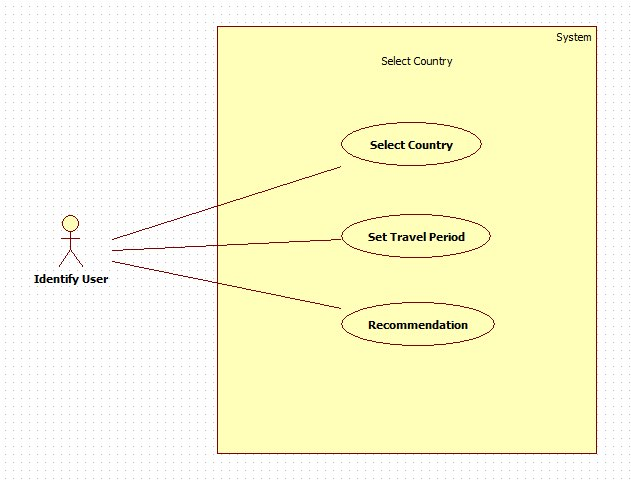 System
Select Country
Select Country
Set Travel Period
Identify User
Recommendation